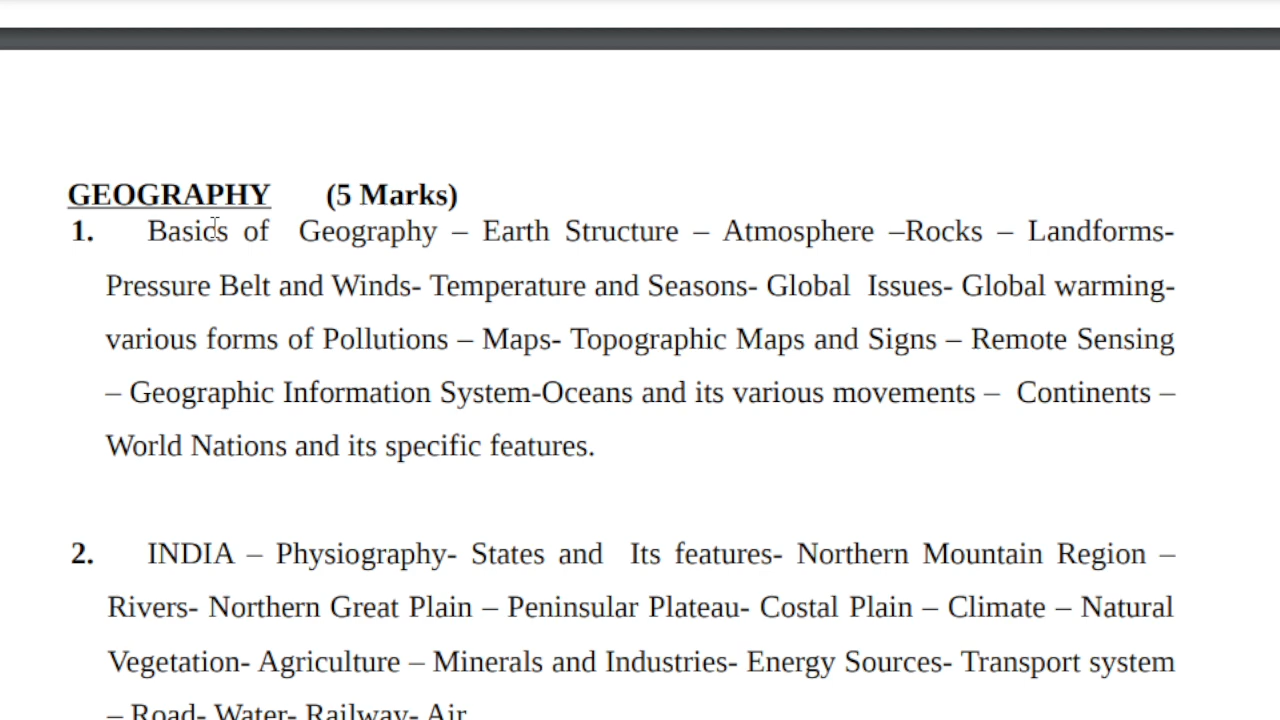 GEOGRAPHY (5 Marks)
1. Basics of Geography – Earth Structure – Atmosphere –Rocks – Landforms-
Pressure Belt and Winds- Temperature and Seasons- Global Issues- Global warming-
various forms of Pollutions – Maps- Topographic Maps and Signs – Remote Sensing
– Geographic Information System-Oceans and its various movements – Continents –
World Nations and its specific features.
2. INDIA – Physiography- States and Its features- Northern Mountain Region –
Rivers- Northern Great Plain – Peninsular Plateau- Costal Plain – Climate – Natural
Vegetation- Agriculture – Minerals and Industries- Energy Sources- Transport system
– Road- Water- Railway- Air